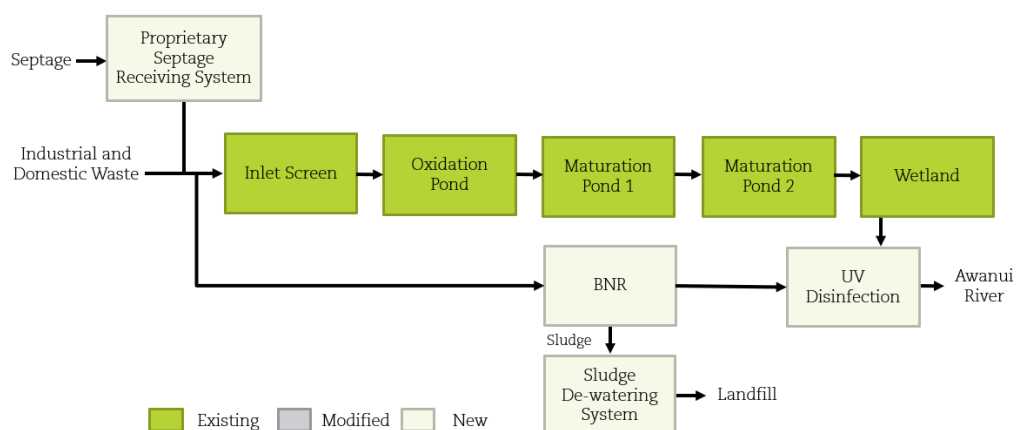 Septage
Proprietary
Septage
Receiving System
Industrial and
Domestic Waste
Inlet Screen
Oxidation
Pond
Maturation
Pond 1
Maturation
Pond 2
Wetland
BNR
UV
Disinfection
Awanui
River
Sludge
Sludge
De-watering
System
Landfill
Existing
Modified
New